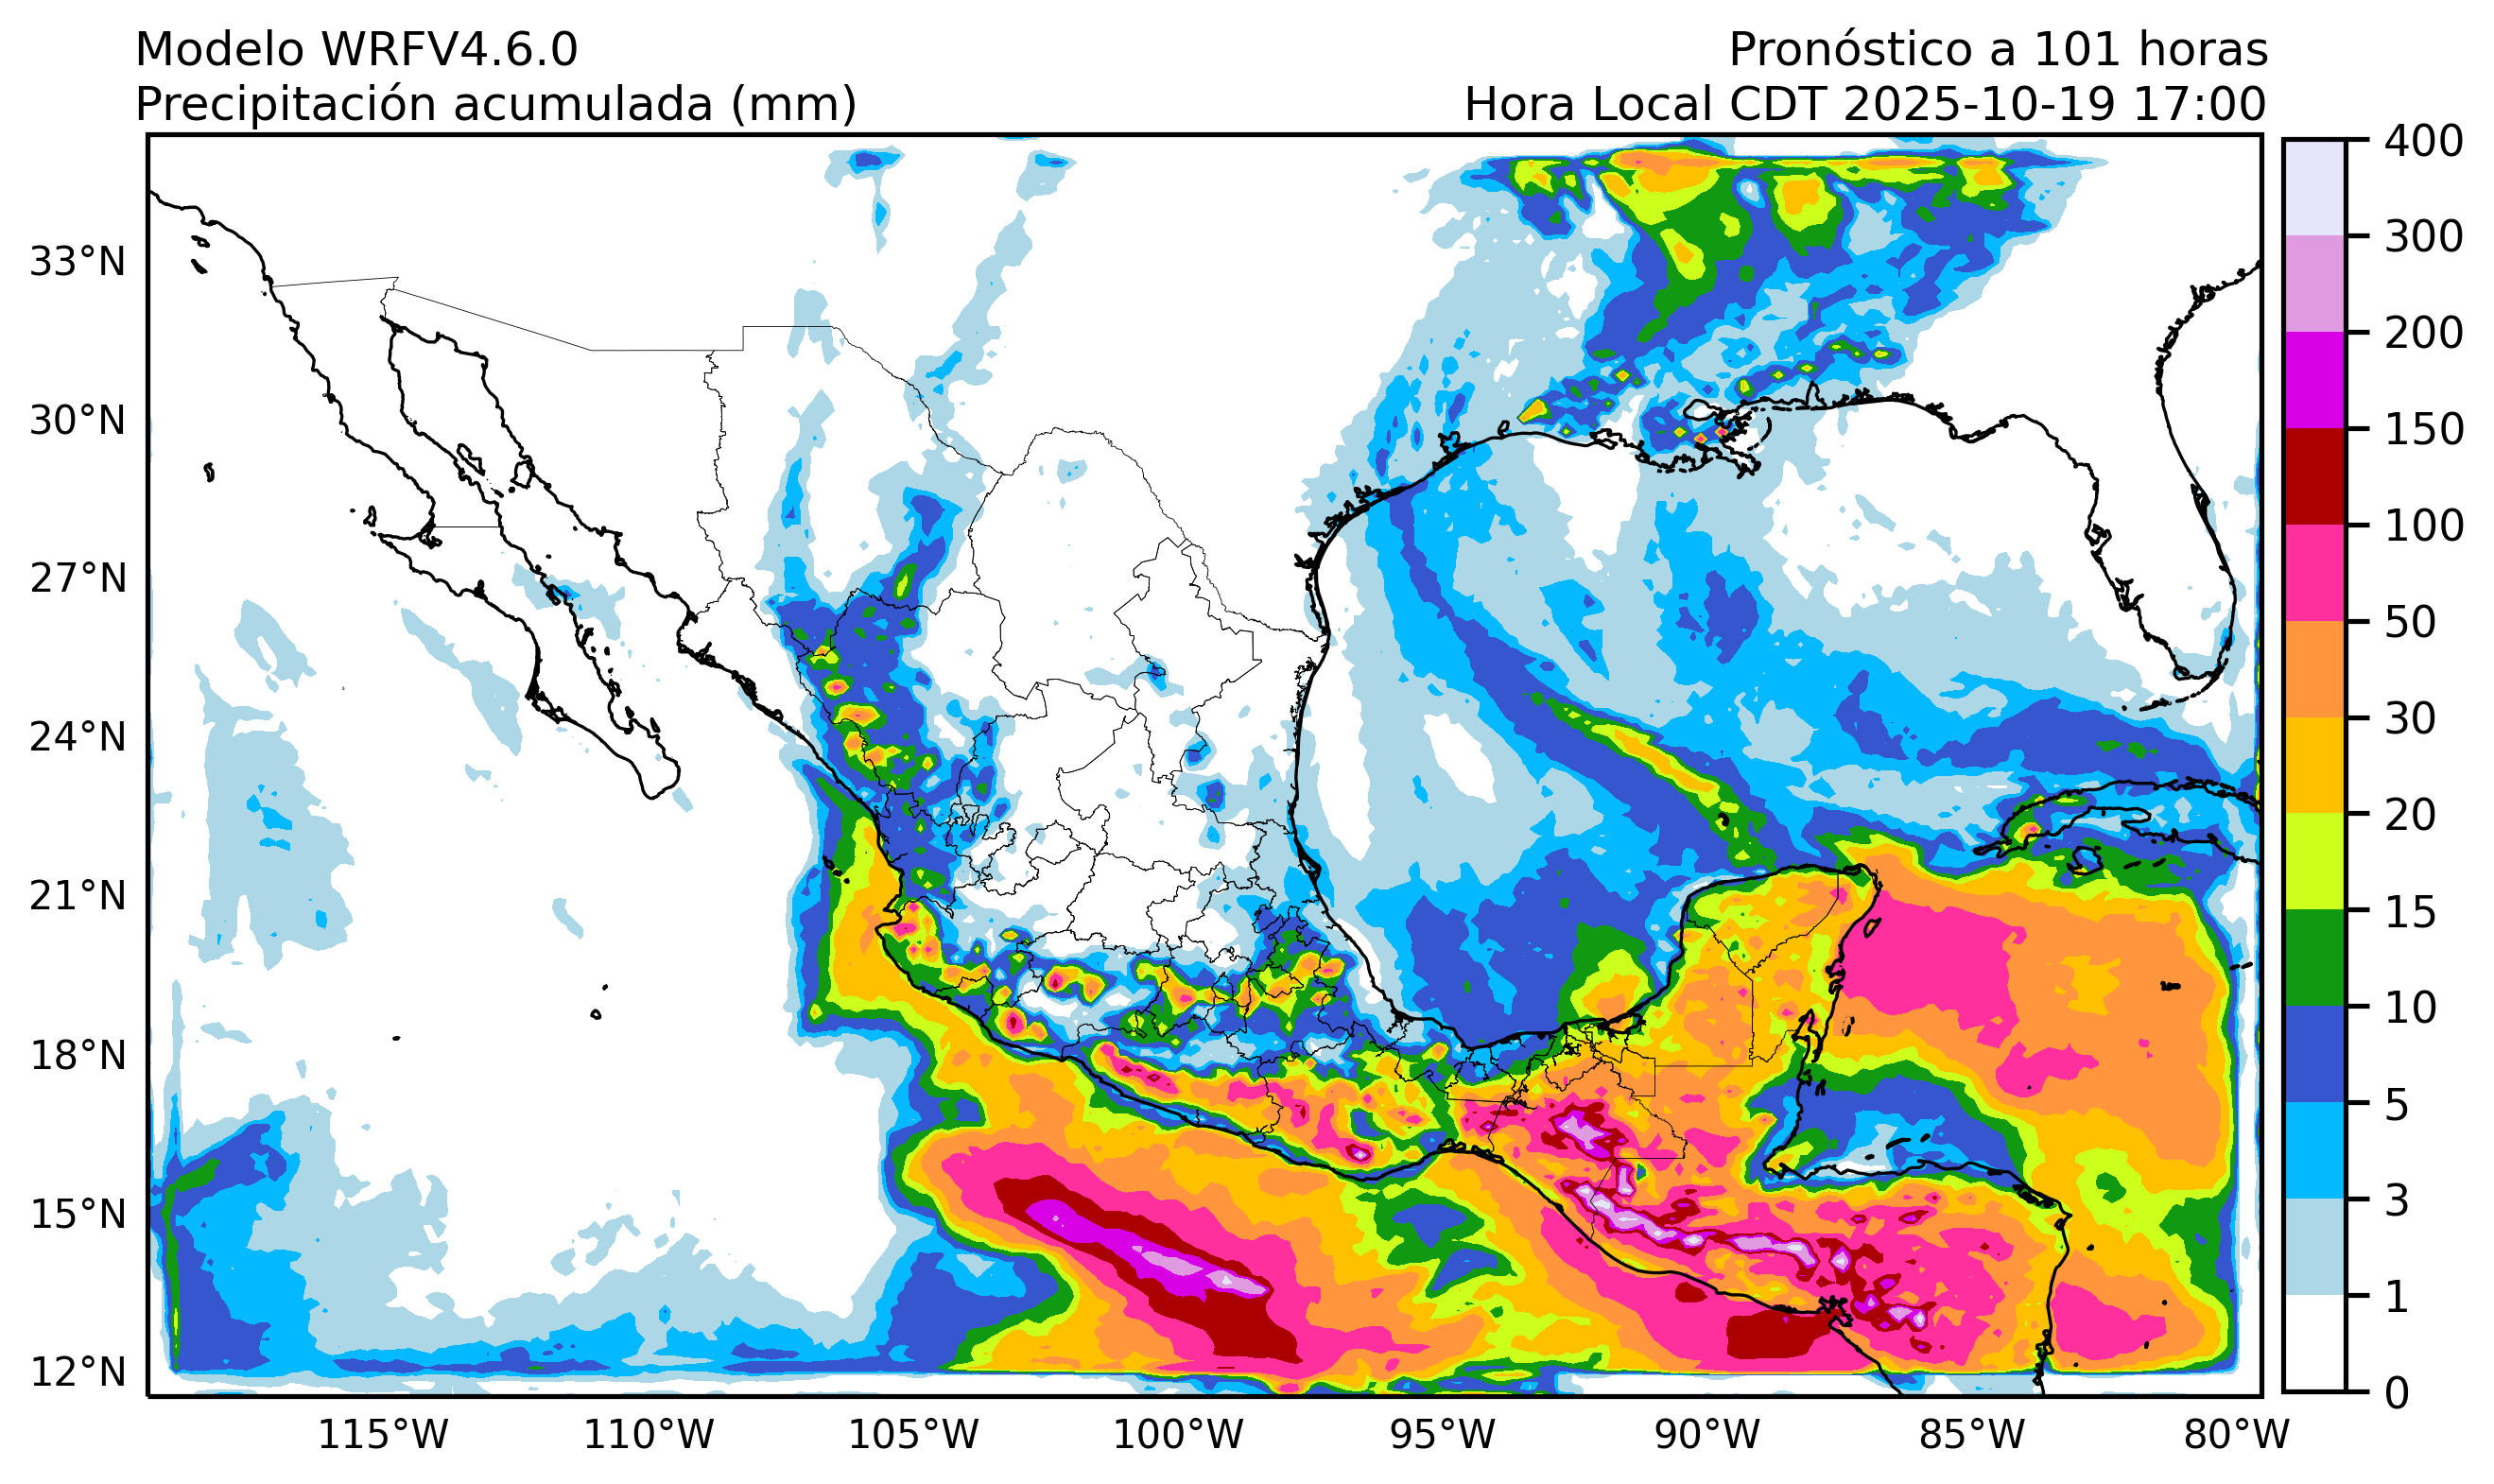 Modelo WRFV4.6.0
Pronóstico a 101 horas
Precipitación acumulada (mm)
Hora Local CDT 2025-10-19 17:00
33°N
30°N
27°N
24°N
21°N
18°N
15°N
12°N
115°W
110°W
105°W
100°W
95°W
90°W
85°W
80°W
400
300
200
150
100
50
30
20
15
10
5
3
1
0